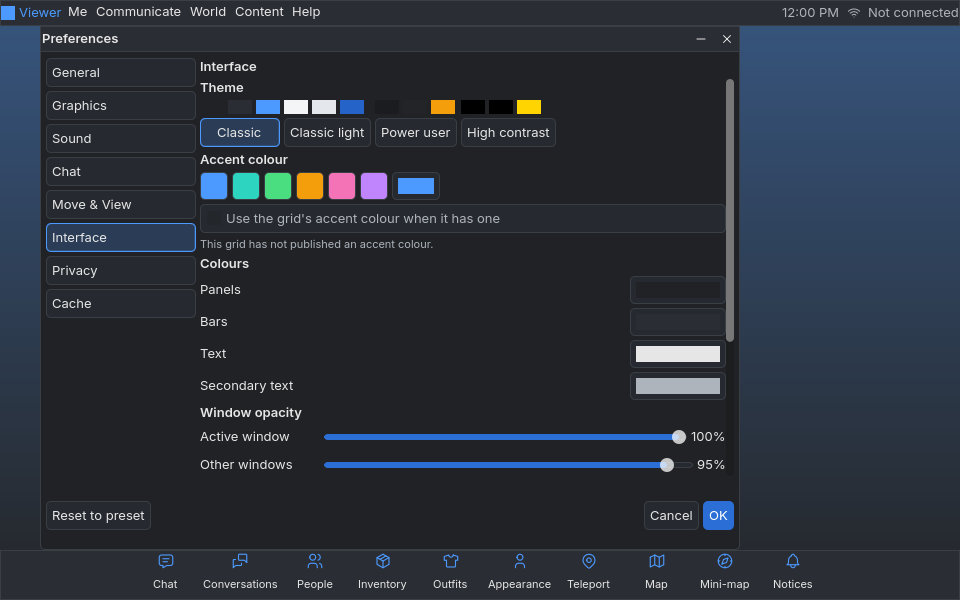 Viewer Me Communicate World Content Help 12:00 PM Not connected
Preferences
General
Graphics
Sound
Chat
Move & View
Interface
Privacy
Cache
Interface
Theme
Classic Classic light Power user High contrast
Accent colour
Use the grid's accent colour when it has one
This grid has not published an accent colour.
Colours
Panels
Bars
Text
Secondary text
Window opacity
Active window 100%
Other windows 95%
Reset to preset Cancel OK
Chat Conversations People Inventory Outfits Appearance Teleport Map Mini-map Notices